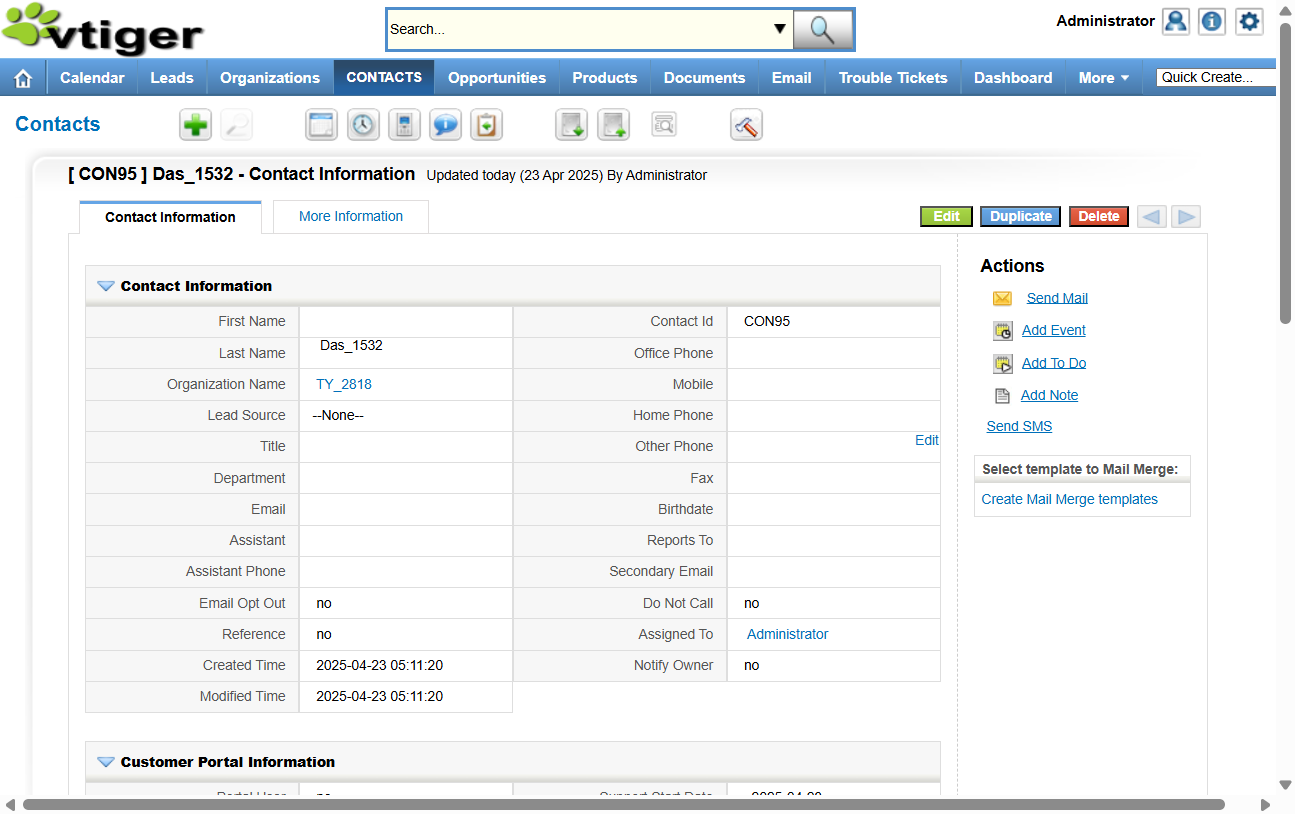 vtiger
Search...
Administrator
Calendar Leads Organizations CONTACTS Opportunities Products Documents Email Trouble Tickets Dashboard More Quick Create...
Contacts
[ CON95 ] Das_1532 - Contact Information Updated today (23 Apr 2025) By Administrator
Contact Information More Information Edit Duplicate Delete
Contact Information
First Name
Contact Id CON95
Last Name Das_1532
Office Phone
Organization Name TY_2818
Mobile
Lead Source --None--
Home Phone
Title
Other Phone Edit
Department
Fax
Email
Birthdate
Assistant
Reports To
Assistant Phone
Secondary Email
Email Opt Out no
Do Not Call no
Reference no
Assigned To Administrator
Created Time 2025-04-23 05:11:20
Notify Owner no
Modified Time 2025-04-23 05:11:20
Customer Portal Information
Portal User no
Support Start Date 2025-04-23
Actions
Send Mail
Add Event
Add To Do
Add Note
Send SMS
Select template to Mail Merge:
Create Mail Merge templates